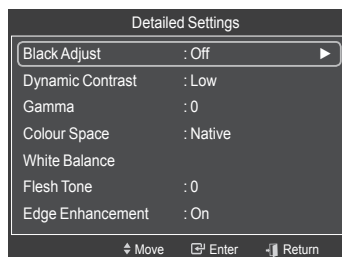 Detailed Settings
Black Adjust : Off
Dynamic Contrast : Low
Gamma : 0
Colour Space : Native
White Balance
Flesh Tone : 0
Edge Enhancement : On
Move Enter Return